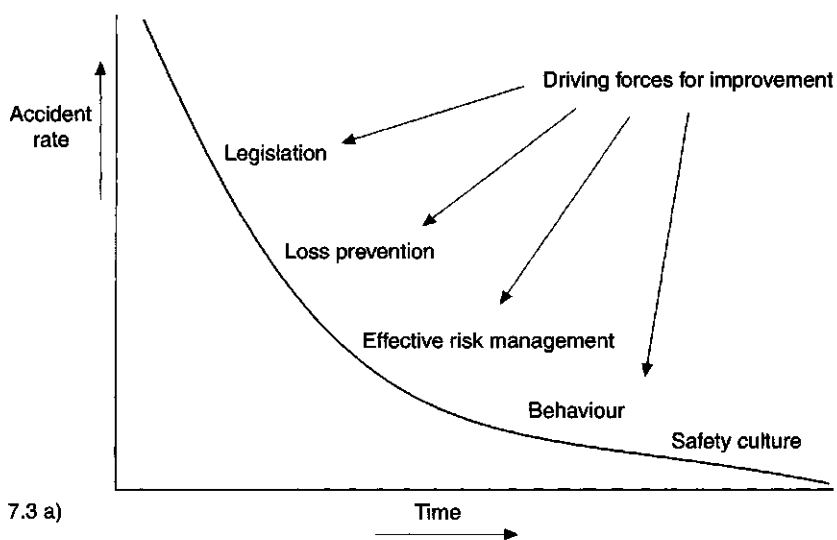 Driving forces for improvement
Accident
rate
Legislation
Loss prevention
Effective risk management
Behaviour
Safety culture
7.3 a)
Time